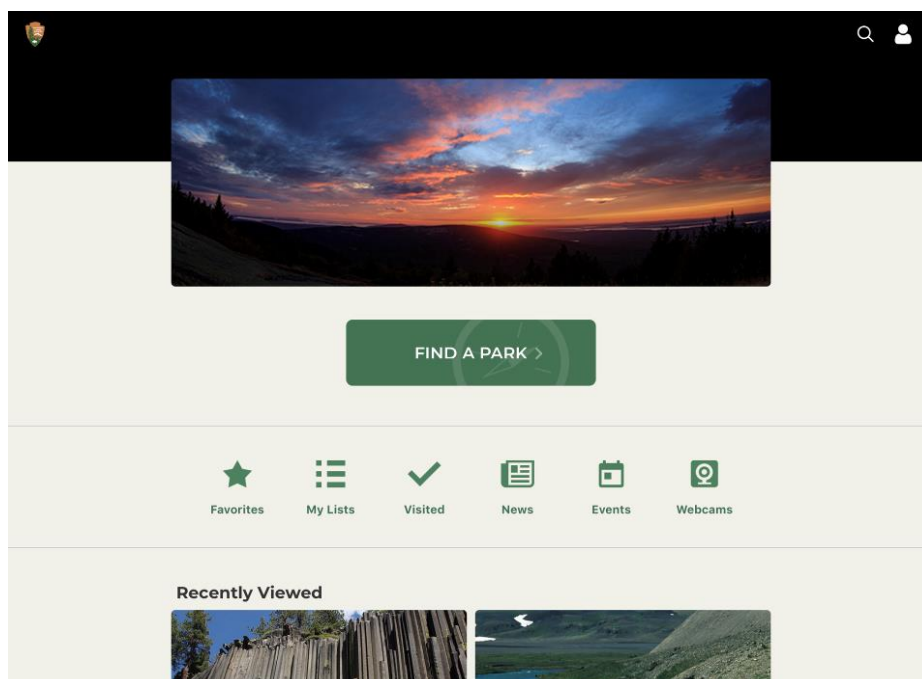 FIND A PARK
Favorites
My Lists
Visited
News
Events
Webcams
Recently Viewed